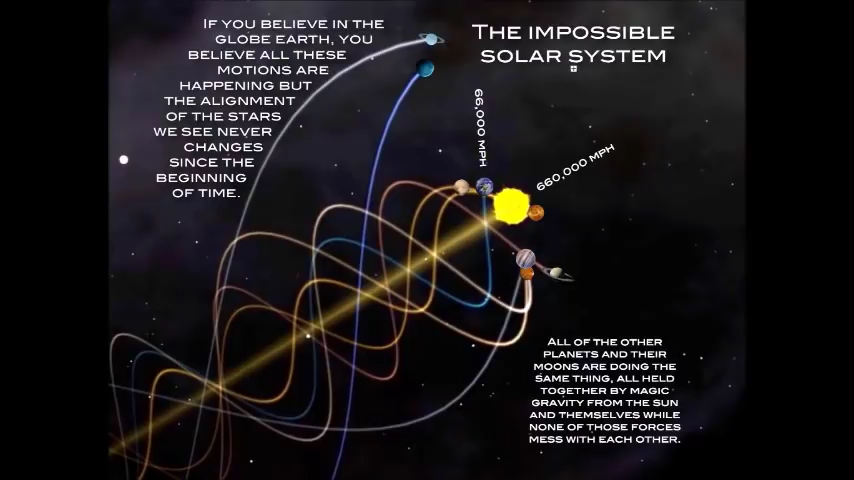 IF YOU BELIEVE IN THE
GLOBE EARTH, YOU
BELIEVE ALL THESE
MOTIONS ARE
HAPPENING BUT
THE ALIGNMENT
OF THE STARS
WE SEE NEVER
CHANGES
SINCE THE
BEGINNING
OF TIME.
THE IMPOSSIBLE
SOLAR SYSTEM
66,000 MPH
660,000 MPH
ALL OF THE OTHER
PLANETS AND THEIR
MOONS ARE DOING THE
SAME THING, ALL HELD
TOGETHER BY MAGIC
GRAVITY FROM THE SUN
AND THEMSELVES WHILE
NONE OF THOSE FORCES
MESS WITH EACH OTHER.